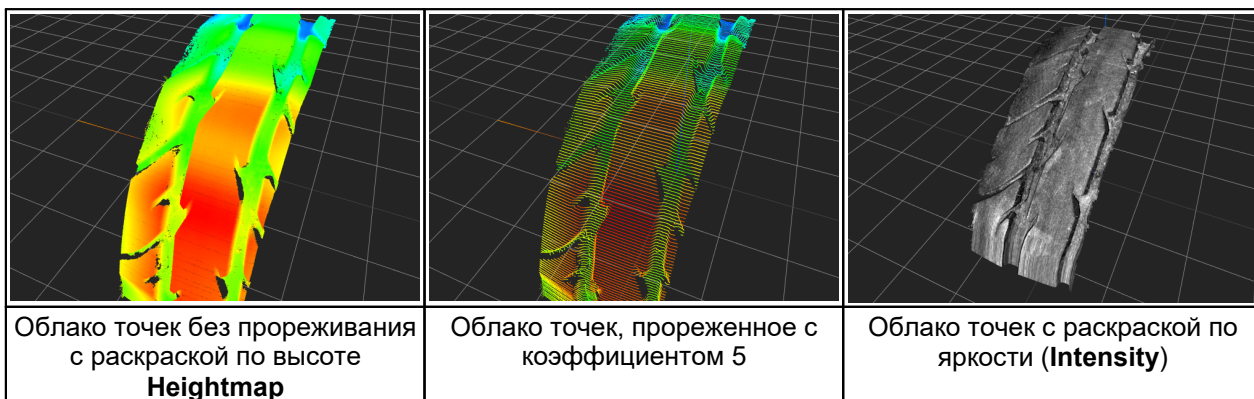 Облако точек без прореживания
с раскраской по высоте
Heightmap
Облако точек, прореженное с
коэффициентом 5
Облако точек с раскраской по
яркости (Intensity)